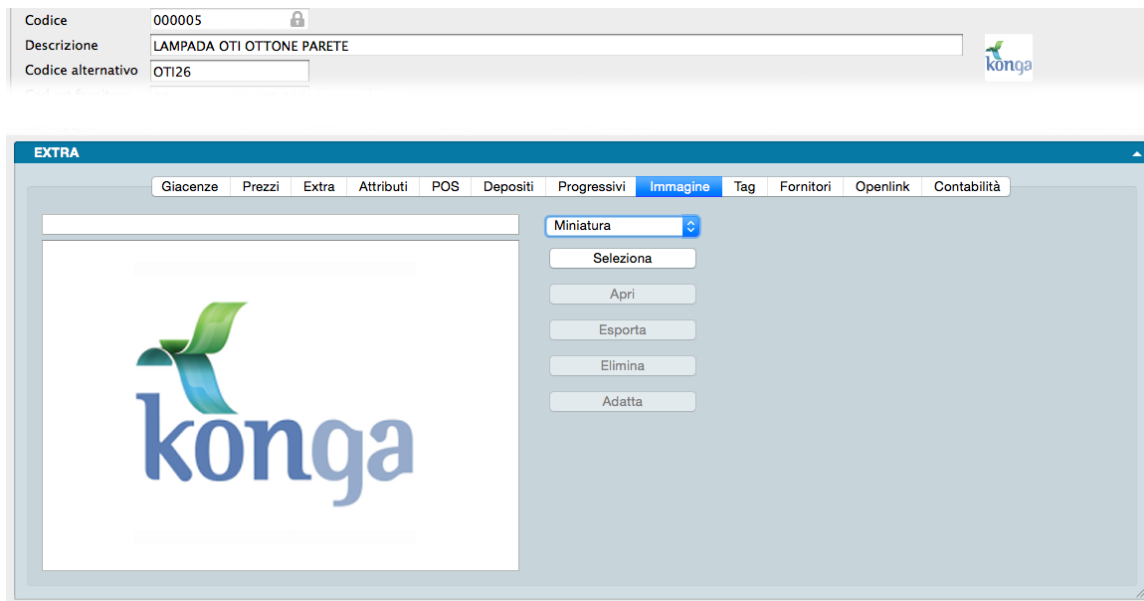 Codice 000005
Descrizione LAMPADA OTI OTTONE PARETE
konga
Codice alternativo OTI26
EXTRA
Giacenze Prezzi Extra Attributi POS Depositi Progressivi Immagine Tag Fornitori Openlink Contabilità
Miniatura
Seleziona
Apri
Esporta
Elimina
Adatta
konga